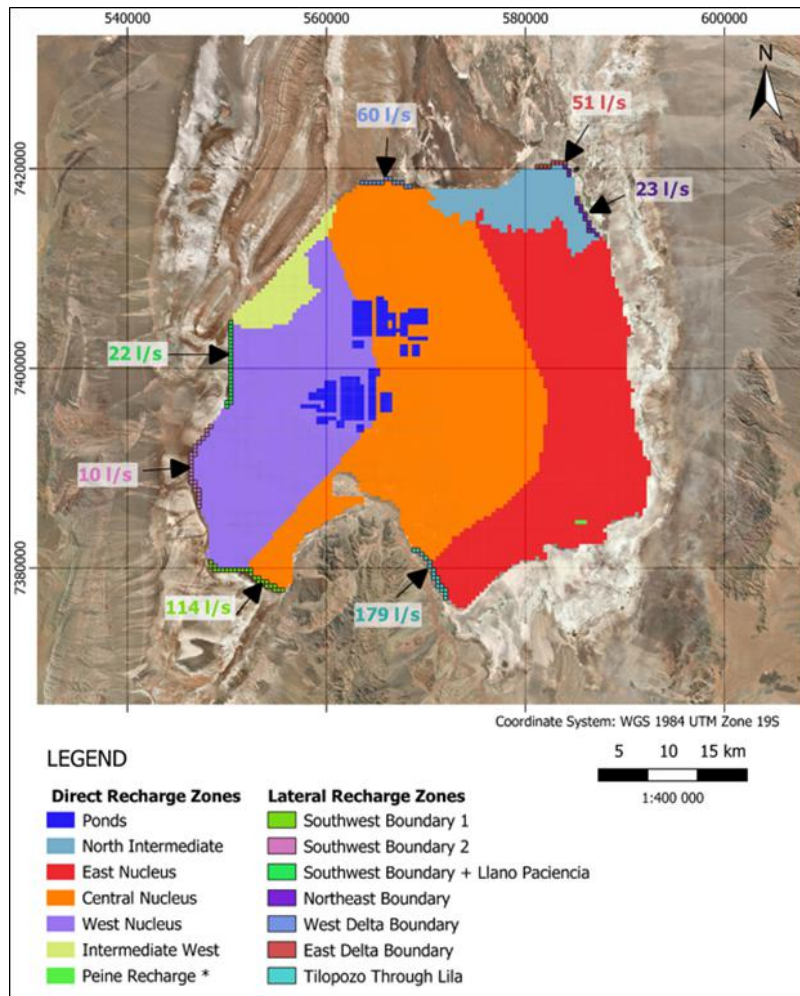 540000 560000 580000 600000
N
51 l/s
60 l/s
7420000 7420000
23 l/s
22 l/s
7400000 7400000
10 l/s
7380000 7380000
114 l/s
179 l/s
Coordinate System: WGS 1984 UTM Zone 19S
LEGEND
5 10 15 km
1:400 000
Direct Recharge Zones
Ponds
North Intermediate
East Nucleus
Central Nucleus
West Nucleus
Intermediate West
Peine Recharge *
Lateral Recharge Zones
Southwest Boundary 1
Southwest Boundary 2
Southwest Boundary + Llano Paciencia
Northeast Boundary
West Delta Boundary
East Delta Boundary
Tilopozo Through Lila